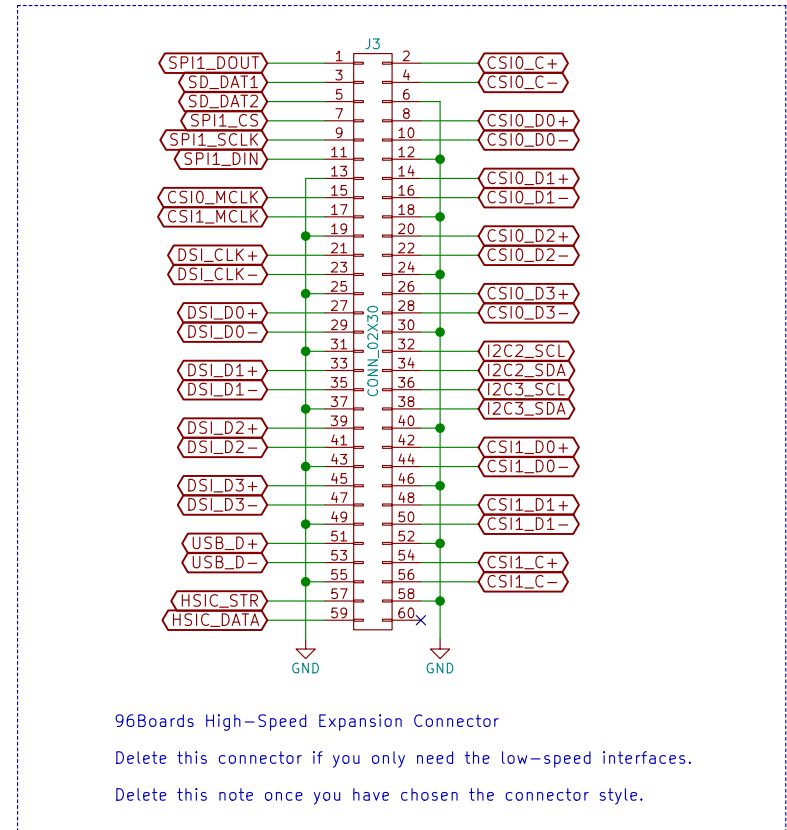 J3
SPI1_DOUT 1 2 CSI0_C+
SD_DAT1 3 4 CSI0_C-
SD_DAT2 5 6
SPI1_CS 7 8 CSI0_D0+
SPI1_SCLK 9 10 CSI0_D0-
SPI1_DIN 11 12
13 14 CSI0_D1+
CSI0_MCLK 15 16 CSI0_D1-
CSI1_MCLK 17 18
19 20 CSI0_D2+
DSI_CLK+ 21 22 CSI0_D2-
DSI_CLK- 23 24
25 26 CSI0_D3+
DSI_D0+ 27 28 CSI0_D3-
DSI_D0- 29 30
31 32 I2C2_SCL
DSI_D1+ 33 34 I2C2_SDA
DSI_D1- 35 36 I2C3_SCL
37 38 I2C3_SDA
DSI_D2+ 39 40
DSI_D2- 41 42 CSI1_D0+
43 44 CSI1_D0-
DSI_D3+ 45 46
DSI_D3- 47 48 CSI1_D1+
49 50 CSI1_D1-
USB_D+ 51 52
USB_D- 53 54 CSI1_C+
55 56 CSI1_C-
HSIC_STR 57 58
HSIC_DATA 59 60
CONN_02X30
GND GND
96Boards High-Speed Expansion Connector
Delete this connector if you only need the low-speed interfaces.
Delete this note once you have chosen the connector style.